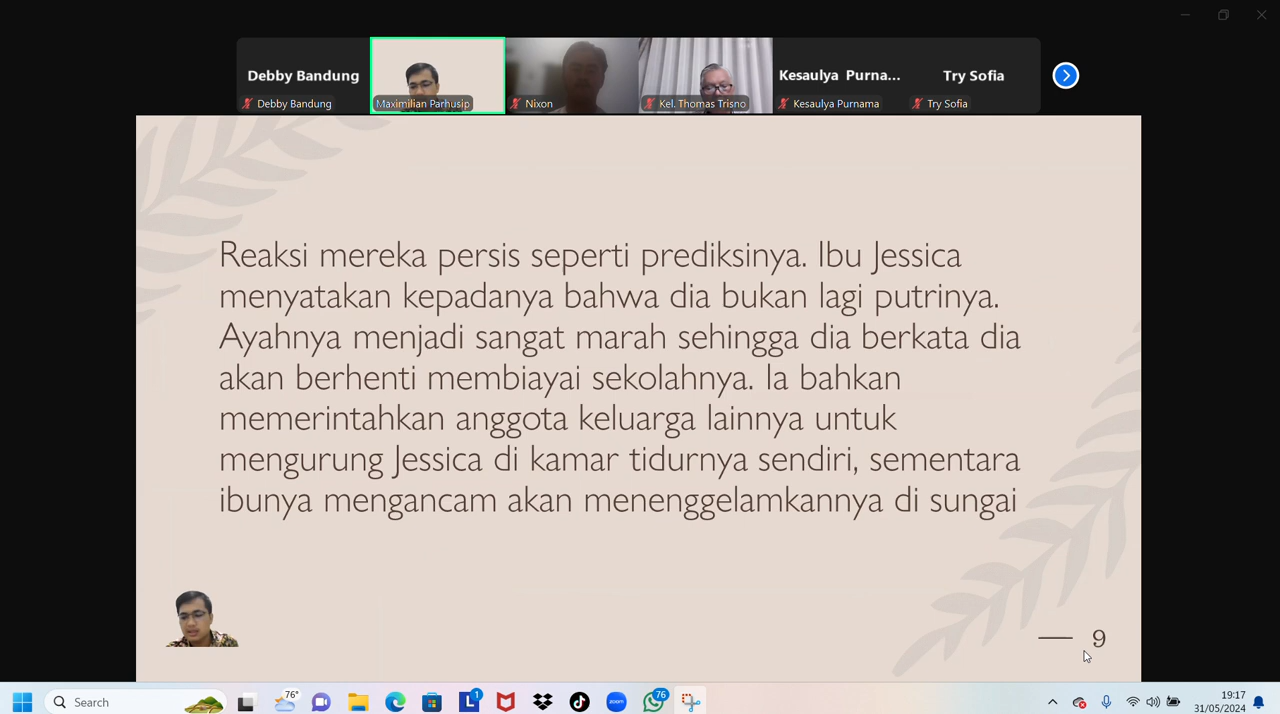 Debby Bandung
Debby Bandung
Maximilian Parhusip
Nixon
Kel. Thomas Trisno
Kesaulya Purna...
Kesaulya Purnama
Try Sofia
Try Sofia
Reaksi mereka persis seperti prediksinya. Ibu Jessica
menyatakan kepadanya bahwa dia bukan lagi putrinya.
Ayahnya menjadi sangat marah sehingga dia berkata dia
akan berhenti membiayai sekolahnya. Ia bahkan
memerintahkan anggota keluarga lainnya untuk
mengurung Jessica di kamar tidurnya sendiri, sementara
ibunya mengancam akan menenggelamkannya di sungai
9
Search
76°
1
zoom
76
19:17
31/05/2024